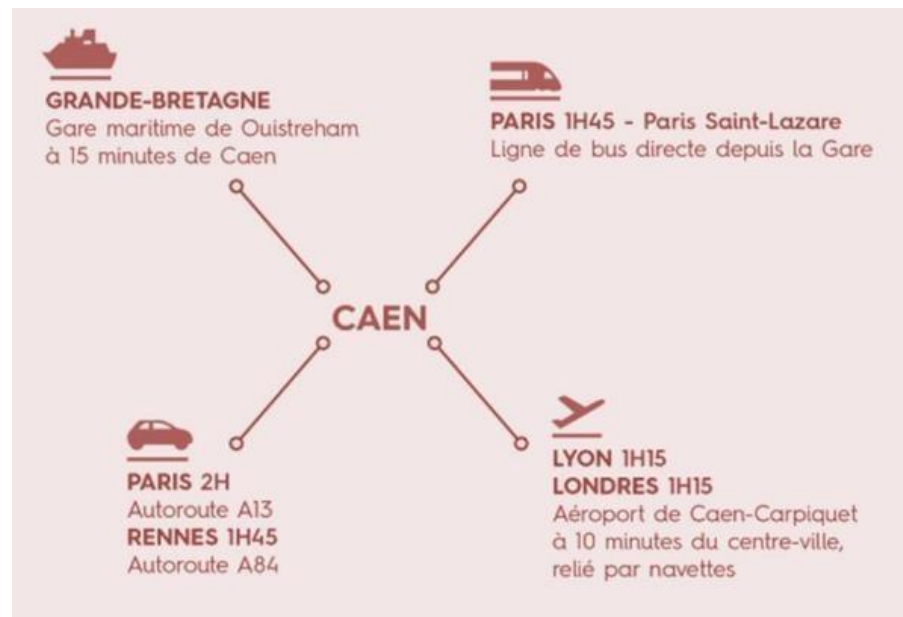 GRANDE-BRETAGNE
Gare maritime de Ouistreham
à 15 minutes de Caen
PARIS 1H45 - Paris Saint-Lazare
Ligne de bus directe depuis la Gare
CAEN
PARIS 2H
Autoroute A13
RENNES 1H45
Autoroute A84
LYON 1H15
LONDRES 1H15
Aéroport de Caen-Carpiquet
à 10 minutes du centre-ville,
relié par navettes